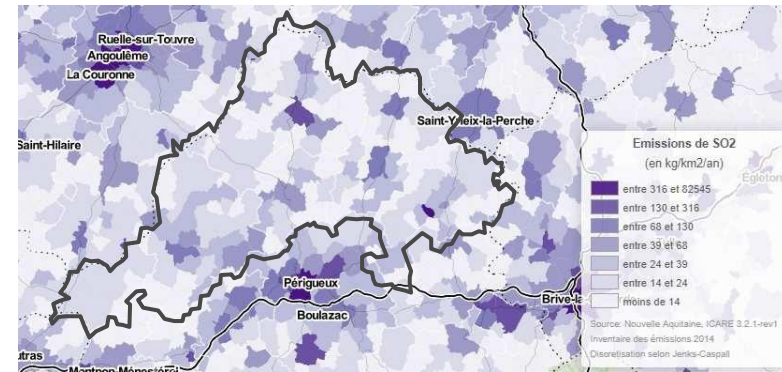 Ruelle-sur-Touvre
Angoulême
La Couronne
Saint-Hilaire
Saint-Yrieix-la-Perche
Périgueux
Boulazac
Brive-la-
Emissions de SO2
(en kg/km2/an)
Egleton
entre 316 et 82545
entre 130 et 316
entre 68 et 130
entre 39 et 68
entre 24 et 39
entre 14 et 24
moins de 14
Source: Nouvelle Aquitaine, ICARE 3.2.1-rev1
Inventaire des émissions 2014
Discretisation selon Jenks-Caspall
utras